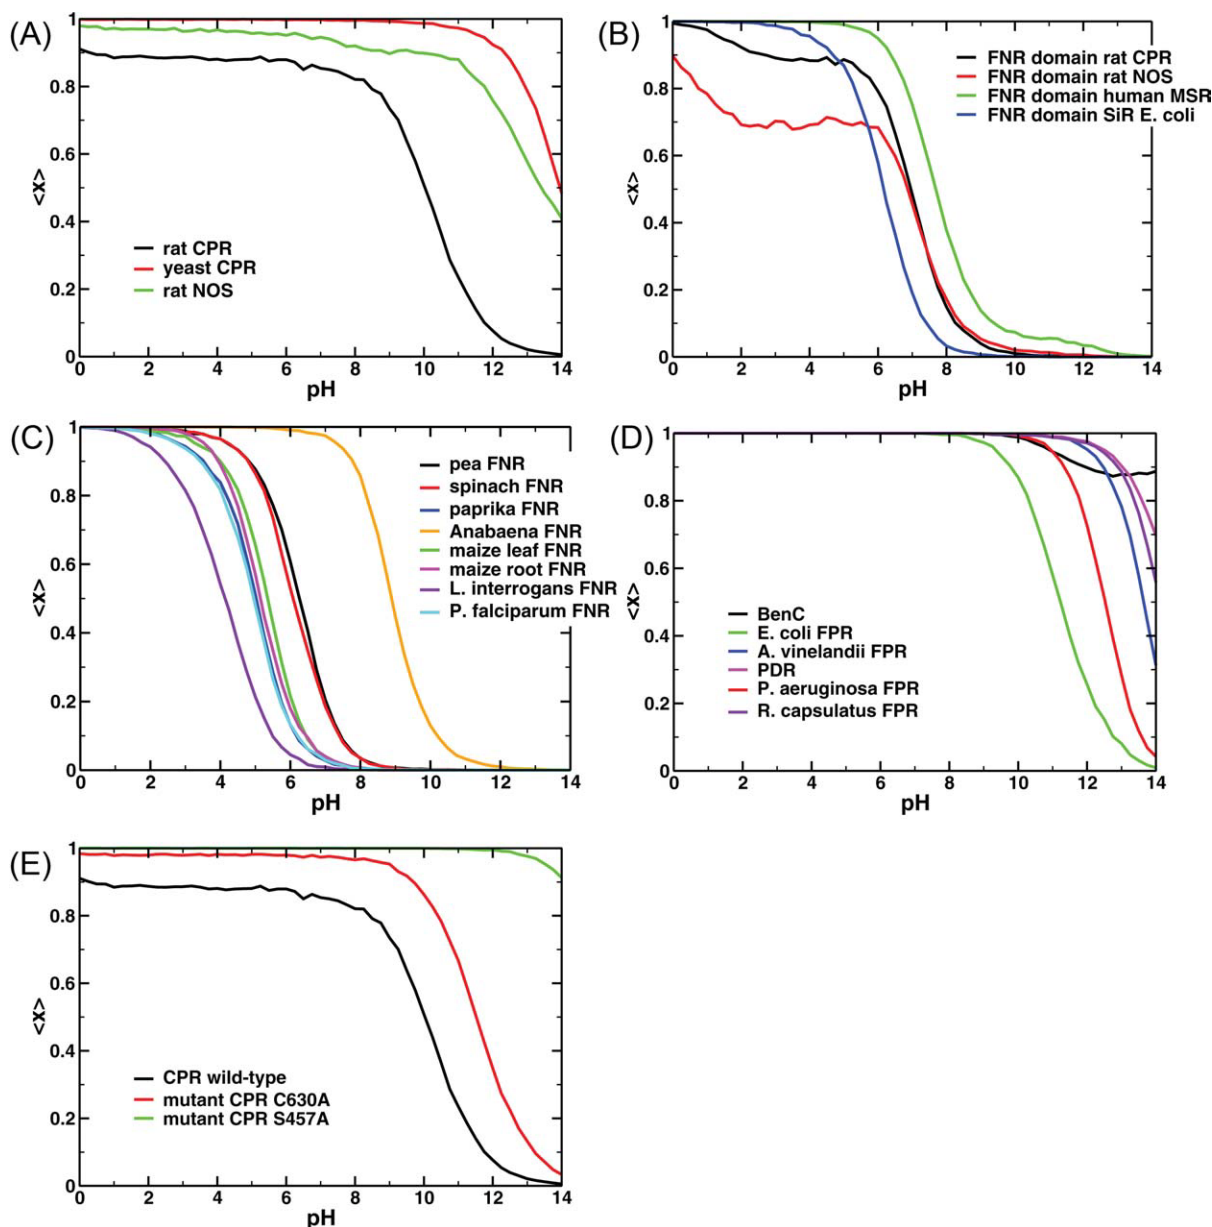 (A)
1
0.8
0.6
<x>
0.4
0.2
0
rat CPR
yeast CPR
rat NOS
0 2 4 6 8 10 12 14
pH
(B)
1
0.8
0.6
<x>
0.4
0.2
0
FNR domain rat CPR
FNR domain rat NOS
FNR domain human MSR
FNR domain SiR E. coli
0 2 4 6 8 10 12 14
pH
(C)
1
0.8
0.6
<x>
0.4
0.2
0
pea FNR
spinach FNR
paprika FNR
Anabaena FNR
maize leaf FNR
maize root FNR
L. interrogans FNR
P. falciparum FNR
0 2 4 6 8 10 12 14
pH
(D)
1
0.8
0.6
<x>
0.4
0.2
0
BenC
E. coli FPR
A. vinelandii FPR
PDR
P. aeruginosa FPR
R. capsulatus FPR
0 2 4 6 8 10 12 14
pH
(E)
1
0.8
0.6
<x>
0.4
0.2
0
CPR wild-type
mutant CPR C630A
mutant CPR S457A
0 2 4 6 8 10 12 14
pH